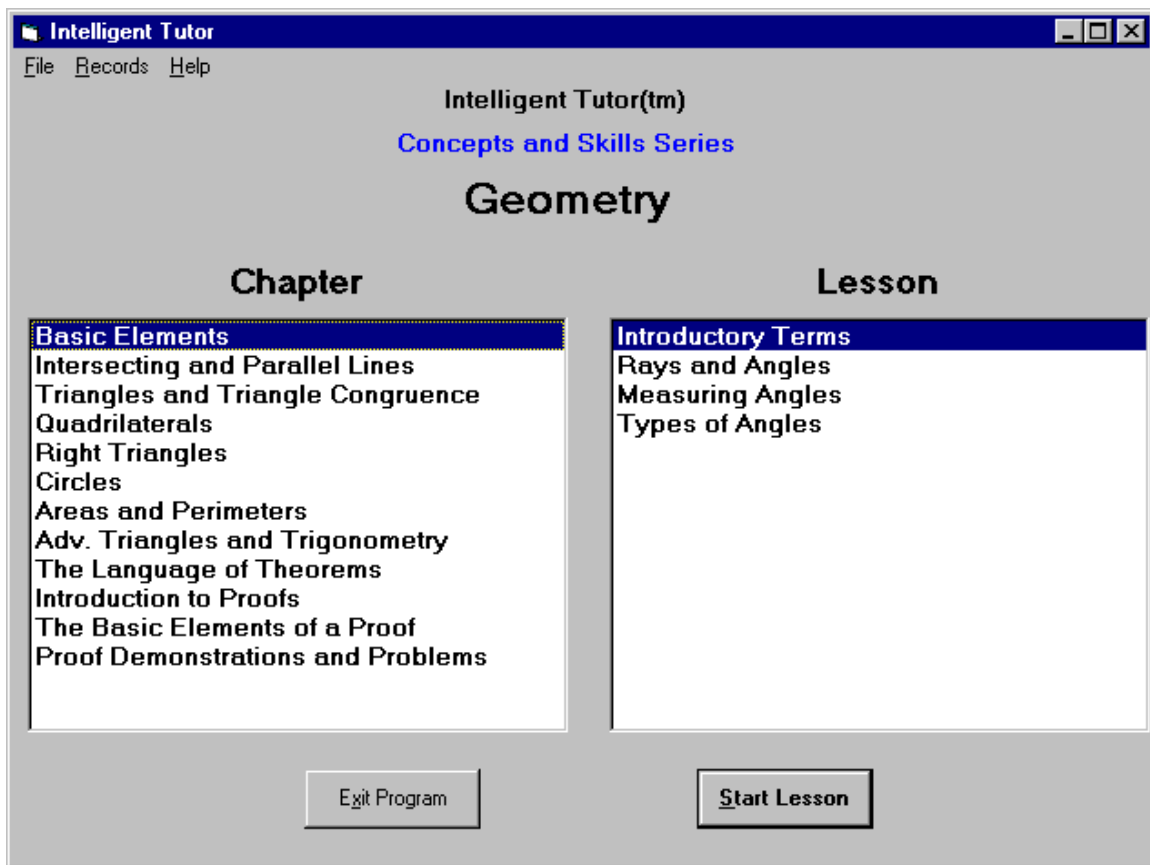 Intelligent Tutor
File Records Help
Intelligent Tutor(tm)
Concepts and Skills Series
Geometry
Chapter
Basic Elements
Intersecting and Parallel Lines
Triangles and Triangle Congruence
Quadrilaterals
Right Triangles
Circles
Areas and Perimeters
Adv. Triangles and Trigonometry
The Language of Theorems
Introduction to Proofs
The Basic Elements of a Proof
Proof Demonstrations and Problems
Lesson
Introductory Terms
Rays and Angles
Measuring Angles
Types of Angles
Exit Program
Start Lesson